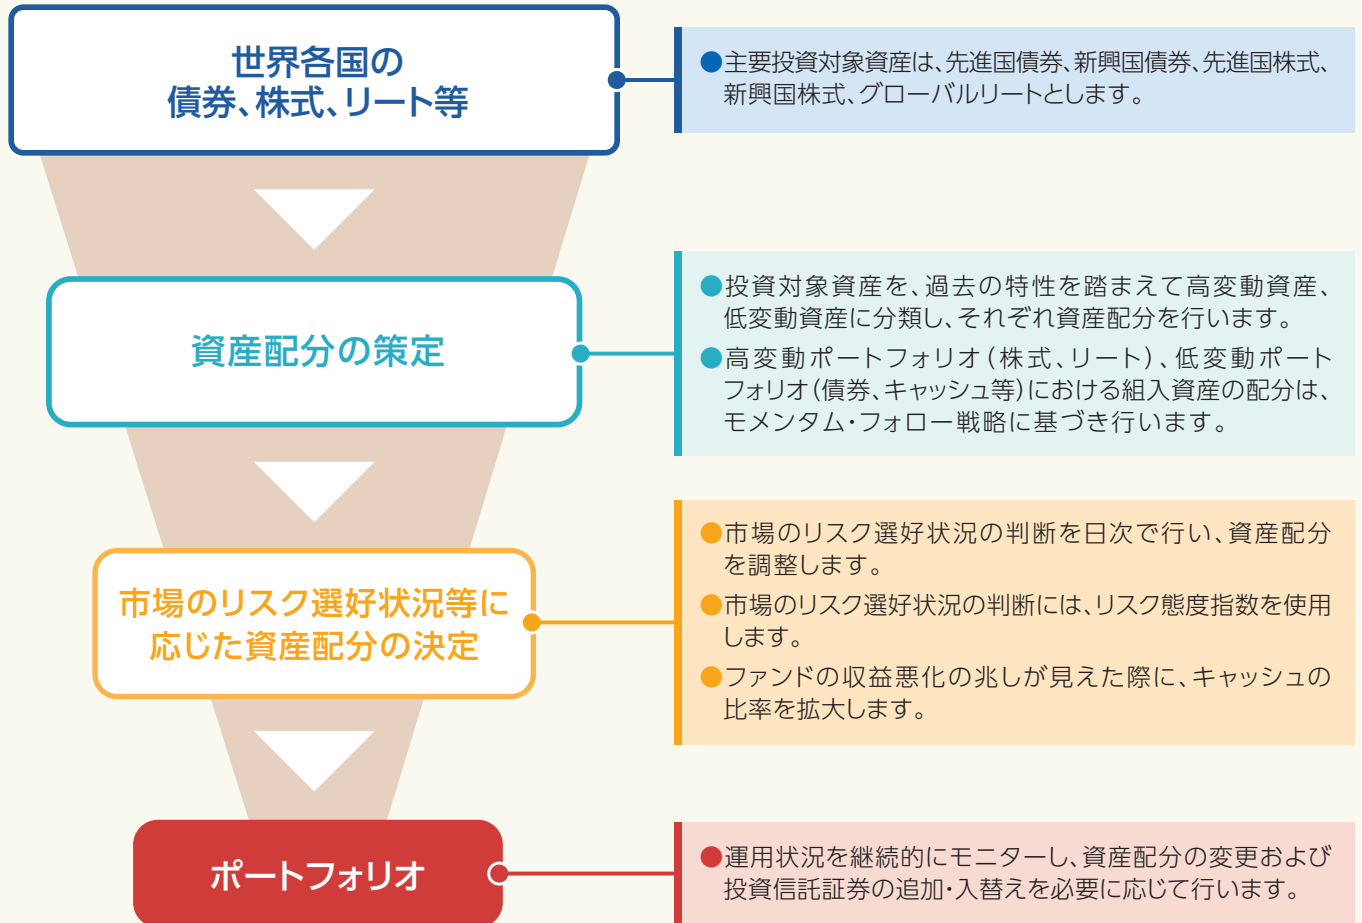 世界各国の
債券、株式、リート等
●主要投資対象資産は、先進国債券、新興国債券、先進国株式、
新興国株式、グローバルリートとします。
資産配分の策定
●投資対象資産を、過去の特性を踏まえて高変動資産、
低変動資産に分類し、それぞれ資産配分を行います。
●高変動ポートフォリオ(株式、リート)、低変動ポート
フォリオ(債券、キャッシュ等)における組入資産の配分は、
モメンタム・フォロー戦略に基づき行います。
市場のリスク選好状況等に
応じた資産配分の決定
●市場のリスク選好状況の判断を日次で行い、資産配分
を調整します。
●市場のリスク選好状況の判断には、リスク態度指数を使用
します。
●ファンドの収益悪化の兆しが見えた際に、キャッシュの
比率を拡大します。
ポートフォリオ
●運用状況を継続的にモニターし、資産配分の変更および
投資信託証券の追加・入替えを必要に応じて行います。